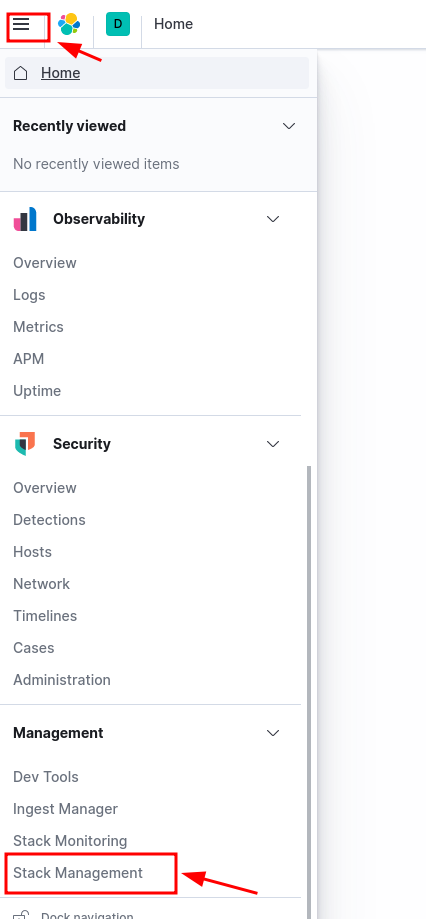 D
Home
Home
Recently viewed
No recently viewed items
Observability
Overview
Logs
Metrics
APM
Uptime
Security
Overview
Detections
Hosts
Network
Timelines
Cases
Administration
Management
Dev Tools
Ingest Manager
Stack Monitoring
Stack Management
Dock navigation